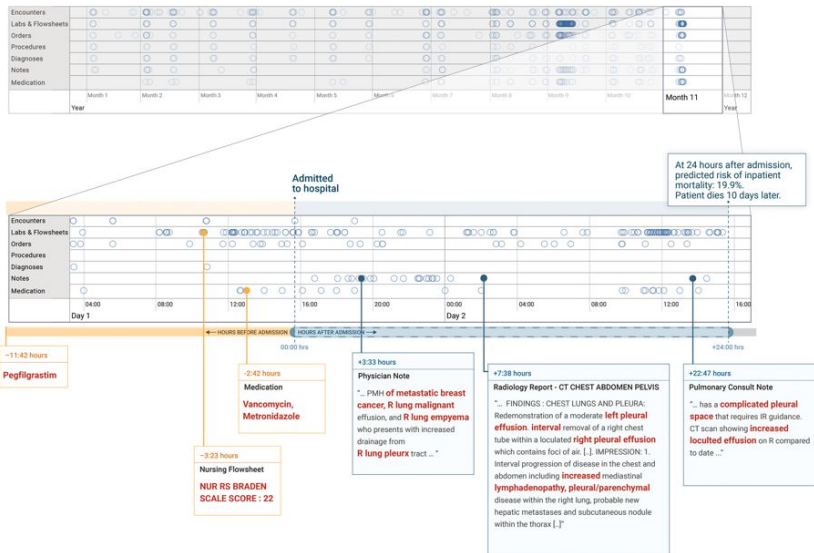 Encounters
Labs & Flowsheets
Orders
Procedures
Diagnoses
Notes
Medication
Month 1
Month 2
Month 3
Month 4
Month 5
Month 6
Month 7
Month 8
Month 9
Month 10
Month 11
Month 12
Year
Year
Admitted
to hospital
At 24 hours after admission,
predicted risk of inpatient
mortality: 19.9%.
Patient dies 10 days later.
Encounters
Labs & Flowsheets
Orders
Procedures
Diagnoses
Notes
Medication
04:00
08:00
12:00
16:00
20:00
00:00
04:00
08:00
12:00
16:00
Day 1
Day 2
HOURS BEFORE ADMISSION
HOURS AFTER ADMISSION
00:00 hrs
+24:00 hrs
−11:42 hours
Pegfilgrastim
-2:42 hours
Medication
Vancomycin,
Metronidazole
−3:23 hours
Nursing Flowsheet
NUR RS BRADEN
SCALE SCORE : 22
+3:33 hours
Physician Note
"... PMH of metastatic breast
cancer, R lung malignant
effusion, and R lung empyema
who presents with increased
drainage from
R lung pleurx tract ... "
+7:38 hours
Radiology Report - CT CHEST ABDOMEN PELVIS
"... FINDINGS : CHEST LUNGS AND PLEURA:
Redemonstration of a moderate left pleural
effusion. interval removal of a right chest
tube within a loculated right pleural effusion
which contains foci of air. [..]. IMPRESSION: 1.
Interval progression of disease in the chest and
abdomen including increased mediastinal
lymphadenopathy, pleural/parenchymal
disease within the right lung, probable new
hepatic metastases and subcutaneous nodule
within the thorax [..]"
+22:47 hours
Pulmonary Consult Note
"... has a complicated pleural
space that requires IR guidance.
CT scan showing increased
loculted effusion on R compared
to date ..."